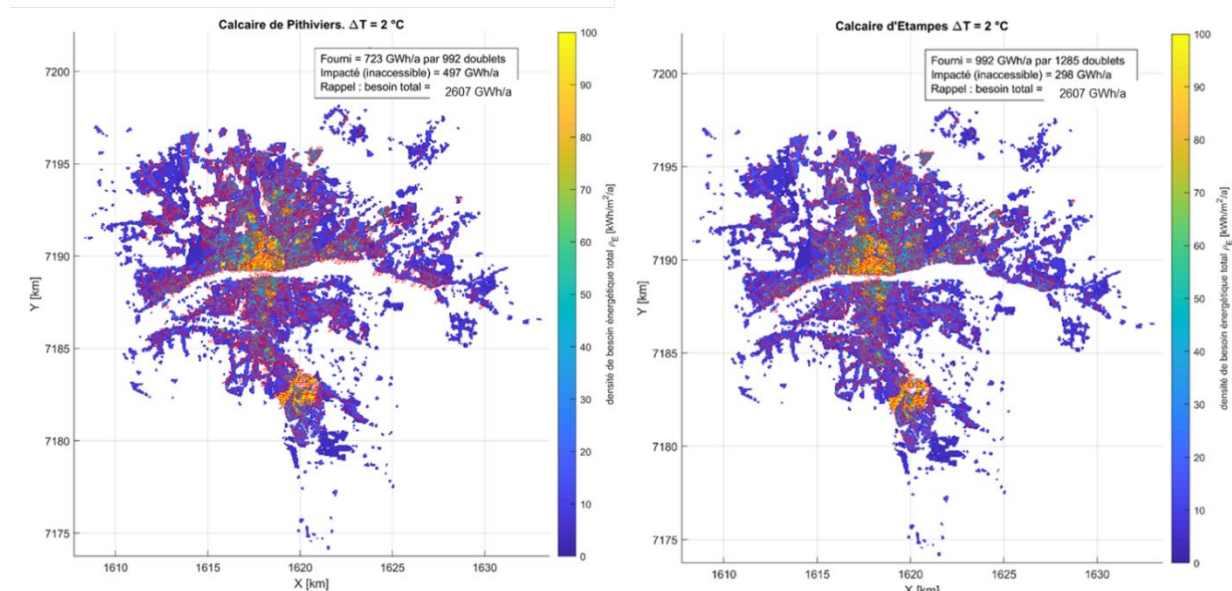 Calcaire de Pithiviers. ΔT = 2 °C
Fourni = 723 GWh/a par 992 doublets
Impacté (inaccessible) = 497 GWh/a
Rappel : besoin total = 2607 GWh/a
7200
7195
7190
7185
7180
7175
Y [km]
1610 1615 1620 1625 1630
X [km]
100
90
80
70
60
50
40
30
20
10
0
densité de besoin énergétique total ρE [kWh/m²/a]
Calcaire d'Etampes ΔT = 2 °C
Fourni = 992 GWh/a par 1285 doublets
Impacté (inaccessible) = 298 GWh/a
Rappel : besoin total = 2607 GWh/a
7200
7195
7190
7185
7180
7175
Y [km]
1610 1615 1620 1625 1630
X [km]
100
90
80
70
60
50
40
30
20
10
0
densité de besoin énergétique total ρE [kWh/m²/a]